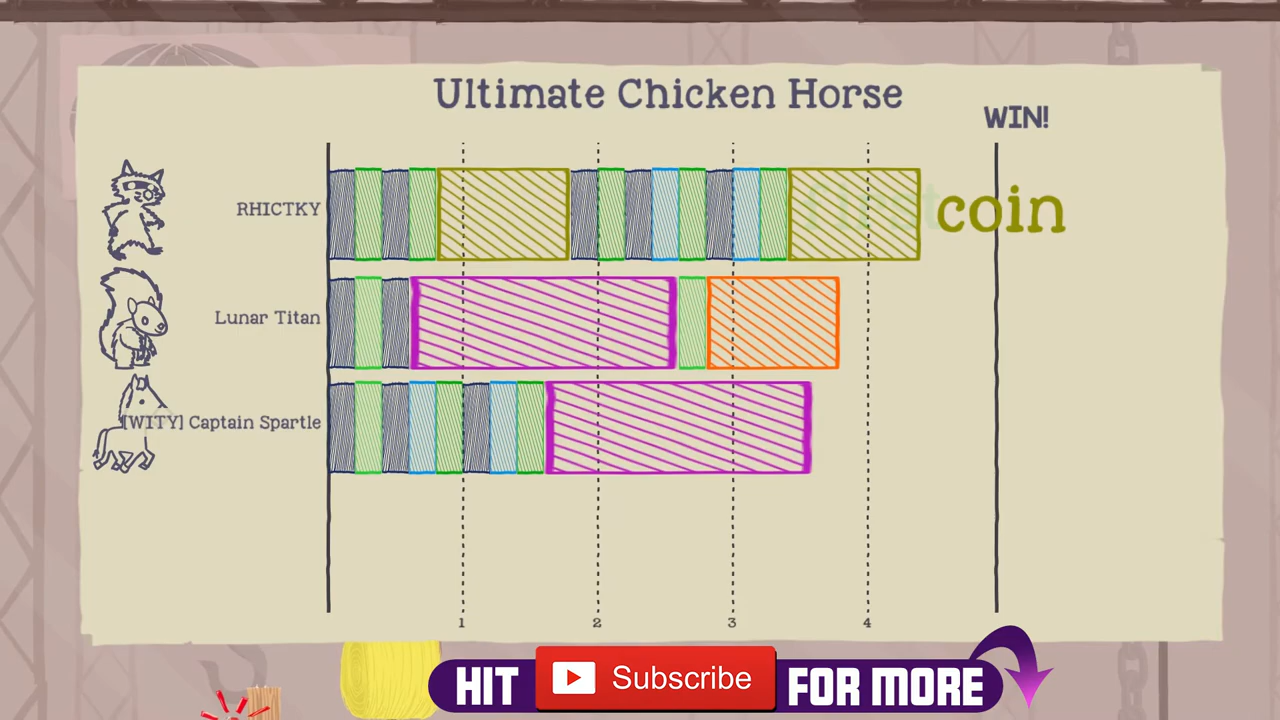 Ultimate Chicken Horse
WIN!
RHICTKY
coin
Lunar Titan
[WITY] Captain Spartle
1 2 3 4
HIT Subscribe FOR MORE